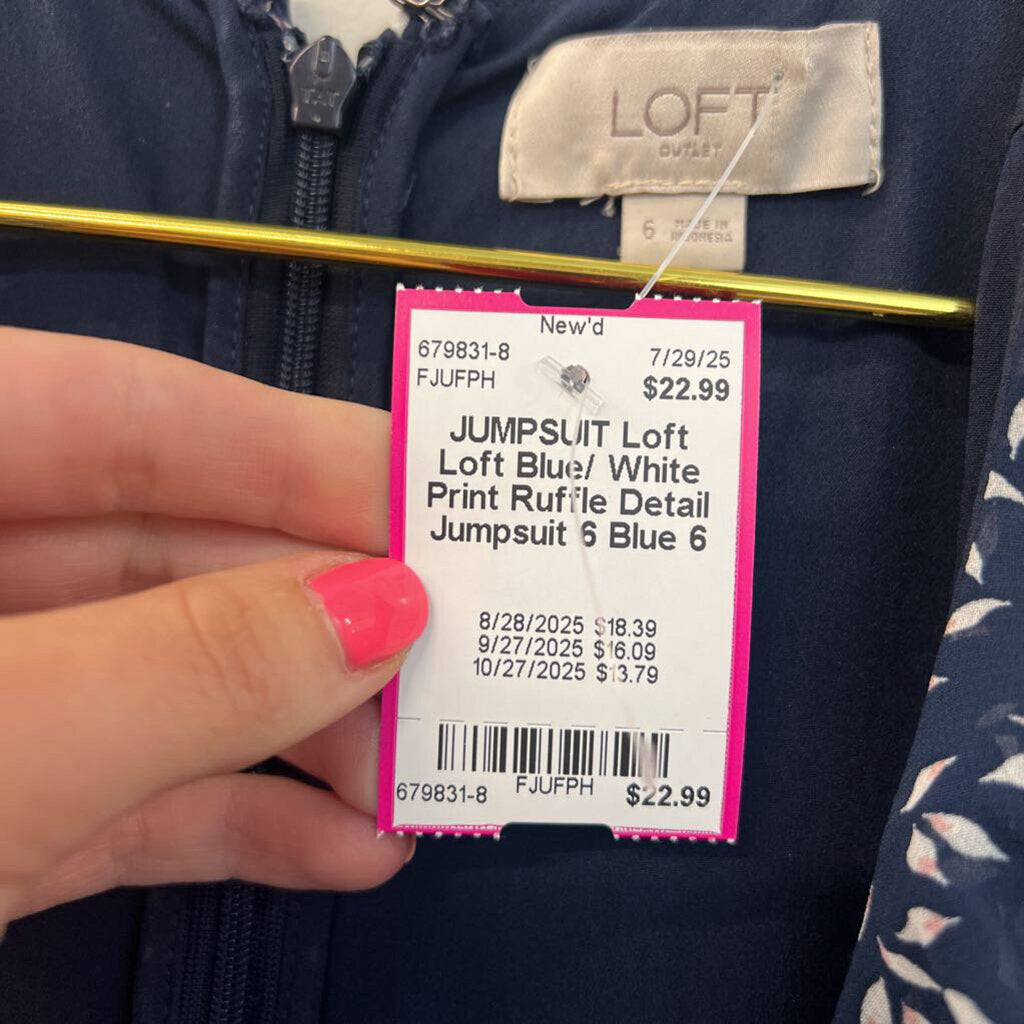 TAT
LOFT
OUTLET
6 MADE IN
INDONESIA
New'd
679831-8 7/29/25
FJUFPH $22.99
JUMPSUIT Loft
Loft Blue/ White
Print Ruffle Detail
Jumpsuit 6 Blue 6
8/28/2025 $18.39
9/27/2025 $16.09
10/27/2025 $13.79
679831-8 FJUFPH $22.99